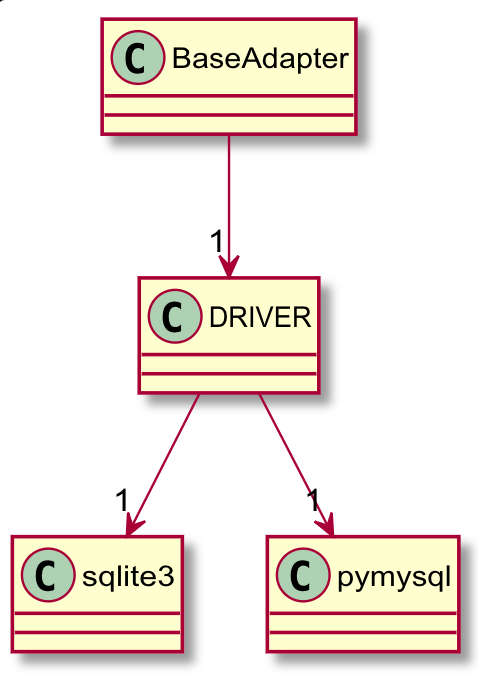 C BaseAdapter
1
C DRIVER
1
1
C sqlite3
C pymysql